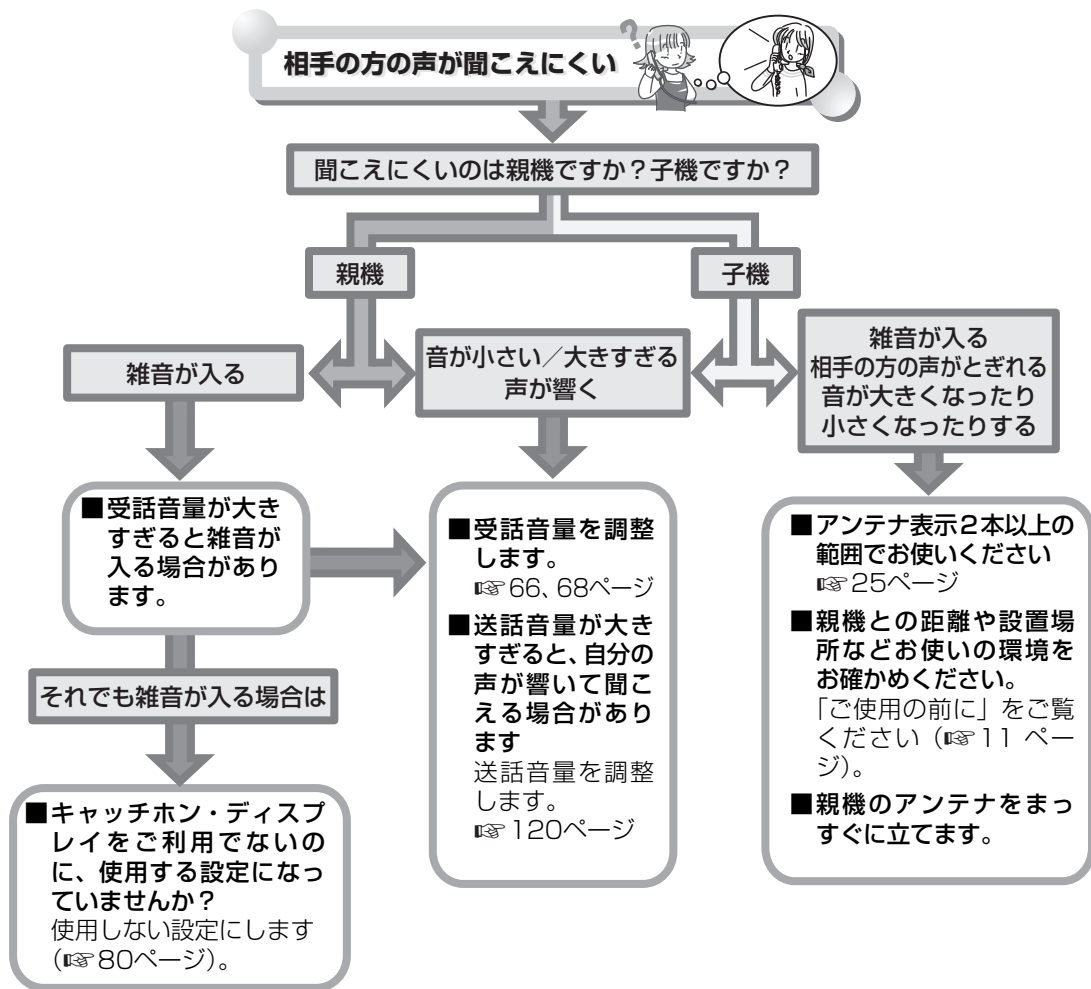 相手の方の声が聞こえにくい
?
聞こえにくいのは親機ですか？子機ですか？
親機
子機
雑音が入る
音が小さい／大きすぎる
声が響く
雑音が入る
相手の方の声がとぎれる
音が大きくなったり
小さくなったりする
■受話音量が大き
すぎると雑音が
入る場合があり
ます。
それでも雑音が入る場合は
■キャッチホン・ディスプ
レイをご利用でないの
に、使用する設定になっ
ていませんか？
使用しない設定にします
（☞80ページ）。
■受話音量を調整
します。
☞66、68ページ
■送話音量が大き
すぎると、自分の
声が響いて聞こ
える場合があり
ます
送話音量を調整
します。
☞120ページ
■アンテナ表示2本以上の
範囲でお使いください
☞25ページ
■親機との距離や設置場
所などお使いの環境を
お確かめください。
「ご使用の前に」をご覧
ください（☞11 ペー
ジ）。
■親機のアンテナをまっ
すぐに立てます。